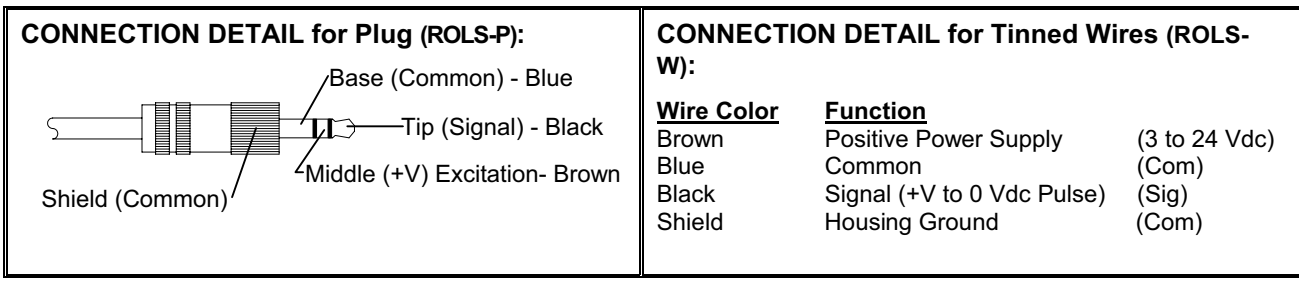 CONNECTION DETAIL for Plug (ROLS-P):
Base (Common) - Blue
Tip (Signal) - Black
Middle (+V) Excitation- Brown
Shield (Common)
CONNECTION DETAIL for Tinned Wires (ROLS-
W):
Wire Color Function
Brown Positive Power Supply (3 to 24 Vdc)
Blue Common (Com)
Black Signal (+V to 0 Vdc Pulse) (Sig)
Shield Housing Ground (Com)